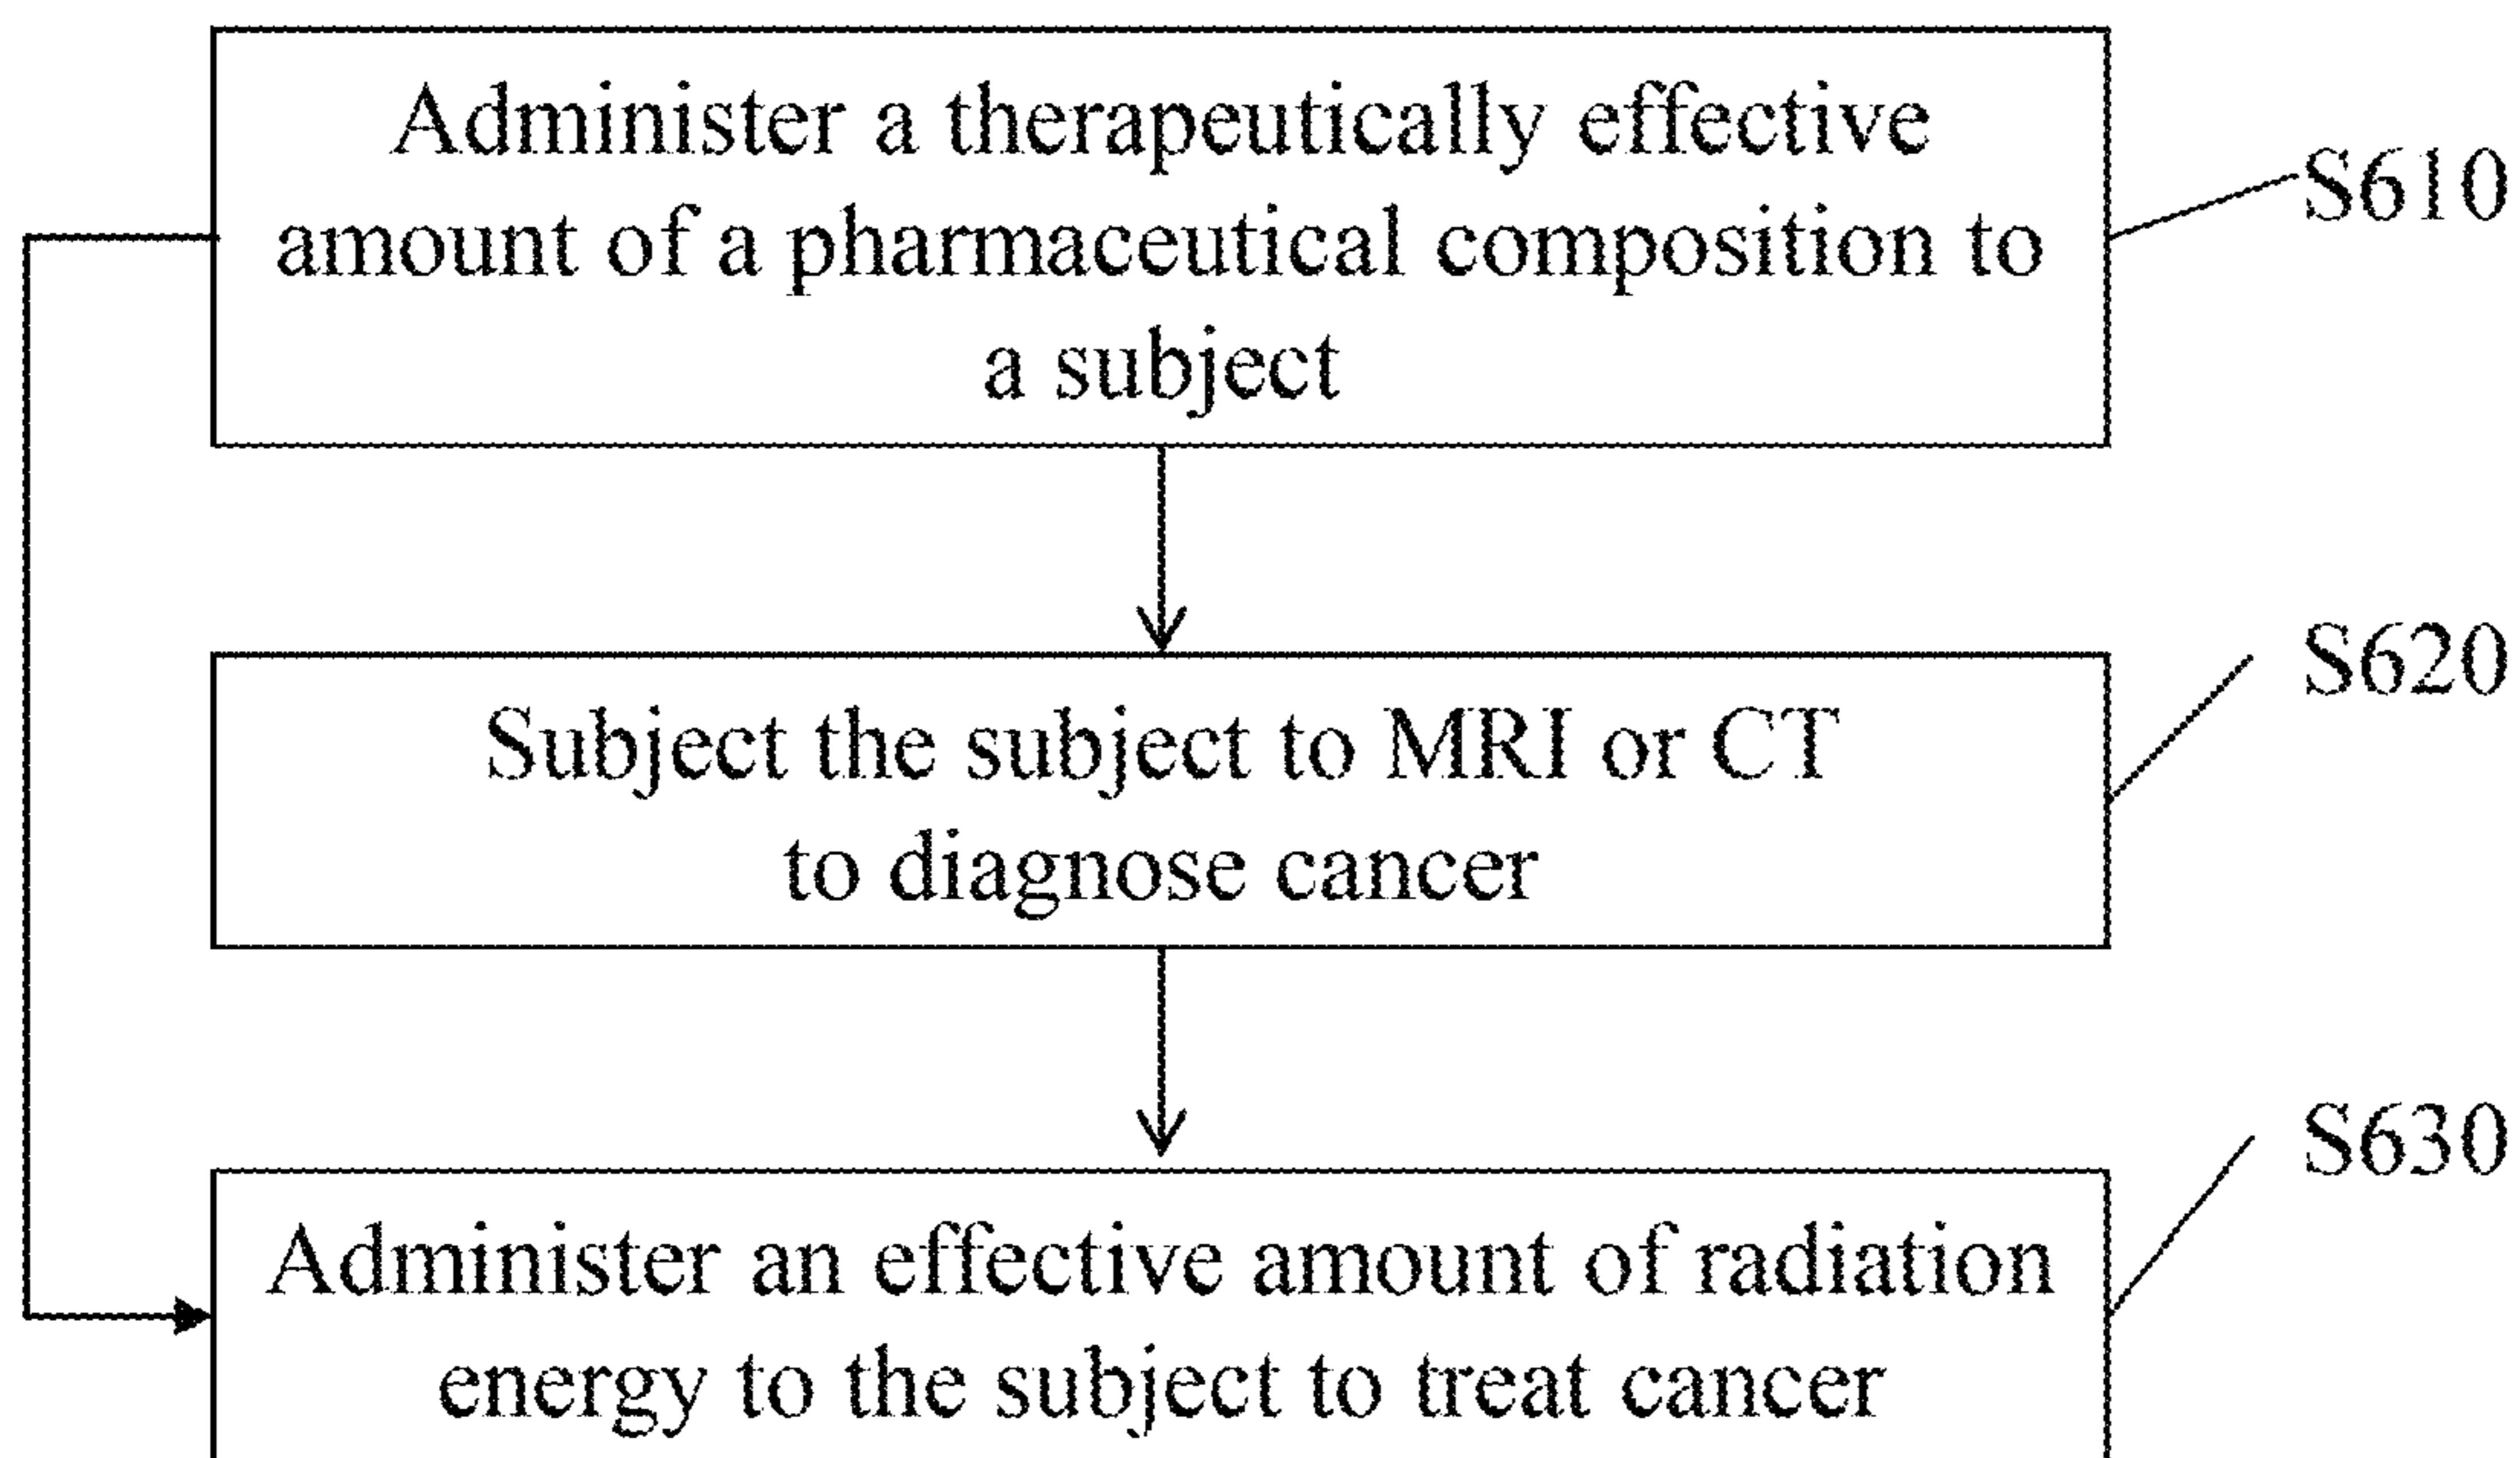 Administer a therapeutically effective
amount of a pharmaceutical composition to
a subject
S610
Subject the subject to MRI or CT
to diagnose cancer
S620
Administer an effective amount of radiation
energy to the subject to treat cancer
S630